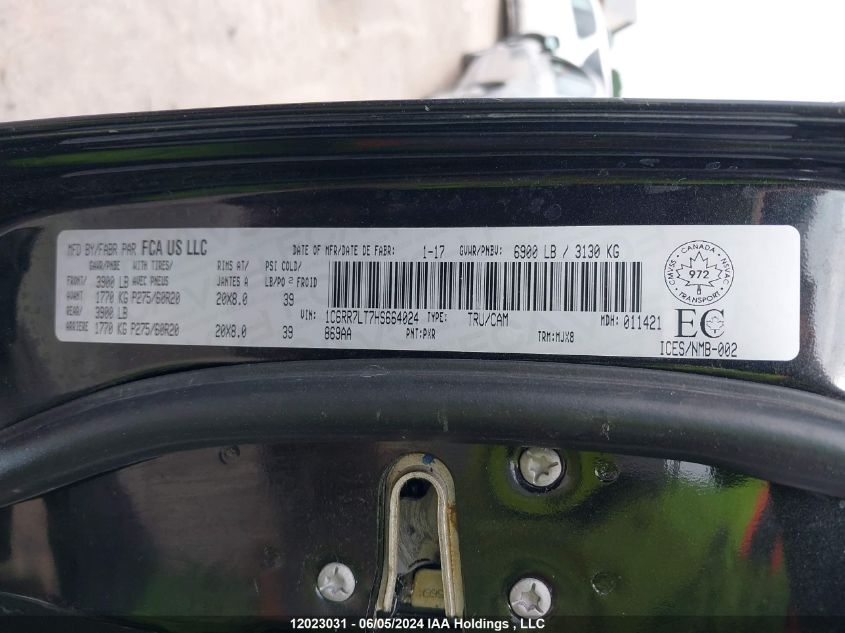 MFD BY/FABR PAR FCA US LLC DATE OF MFR/DATE DE FABR: 1-17 GVWR/PNBV: 6900 LB / 3130 KG
GAWR/PNBE WITH TIRES/ RIMS AT/ PSI COLD/
FRONT/ 3900 LB AVEC PNEUS JANTES A LB/PO 2 FROID
AVANT 1770 KG P275/60R20 20X8.0 39
REAR/ 3900 LB
ARRIERE 1770 KG P275/60R20 20X8.0 39
VIN: 1C6RR7LT7HS664024 TYPE: TRU/CAM MDH: 011421
869AA PNT:PXR TRM:MJX8
CANADA
CMVSS NVSAC
972
TRANSPORT
EC
ICES/NMB-002
12023031 - 06/05/2024 IAA Holdings , LLC